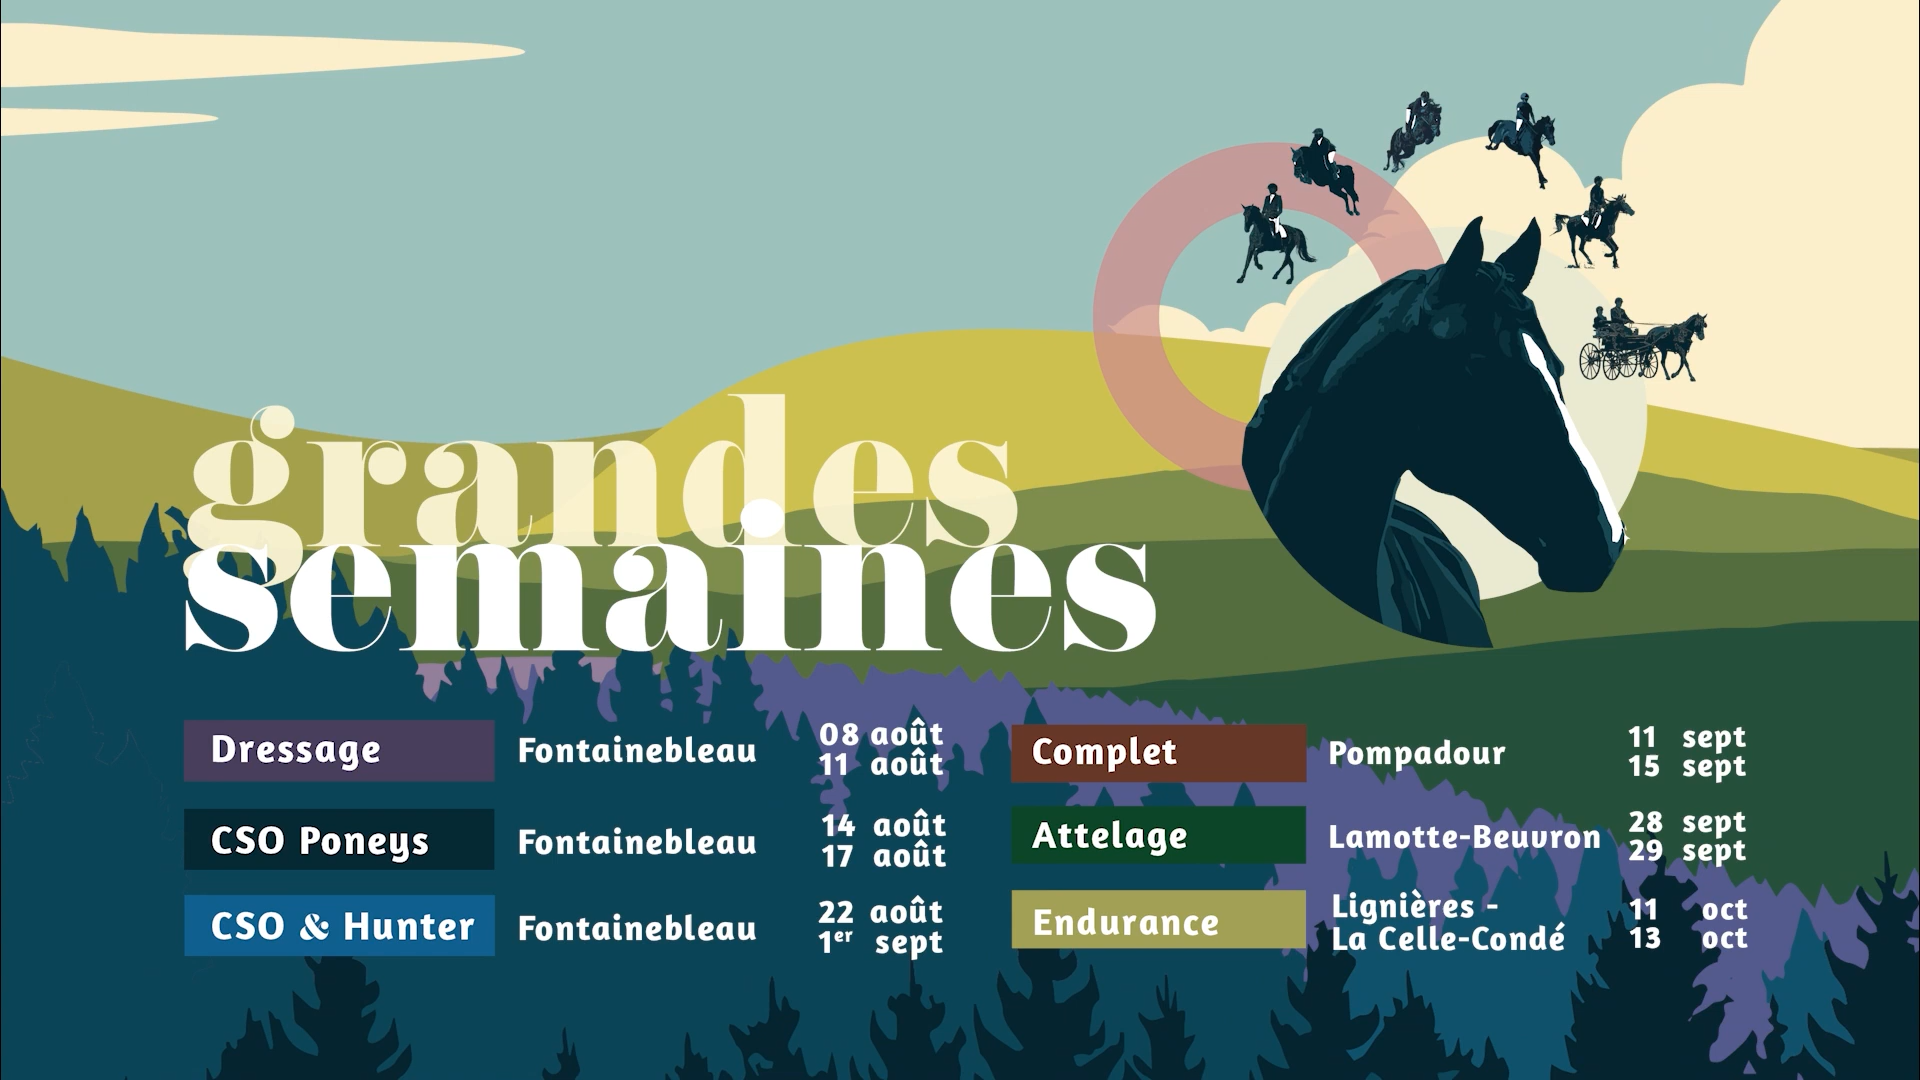 grandes
semaines
Dressage
Fontainebleau
08 août
11 août
CSO Poneys
Fontainebleau
14 août
17 août
CSO & Hunter
Fontainebleau
22 août
1er sept
Complet
Pompadour
11 sept
15 sept
Attelage
Lamotte-Beuvron
28 sept
29 sept
Endurance
Lignières -
La Celle-Condé
11 oct
13 oct